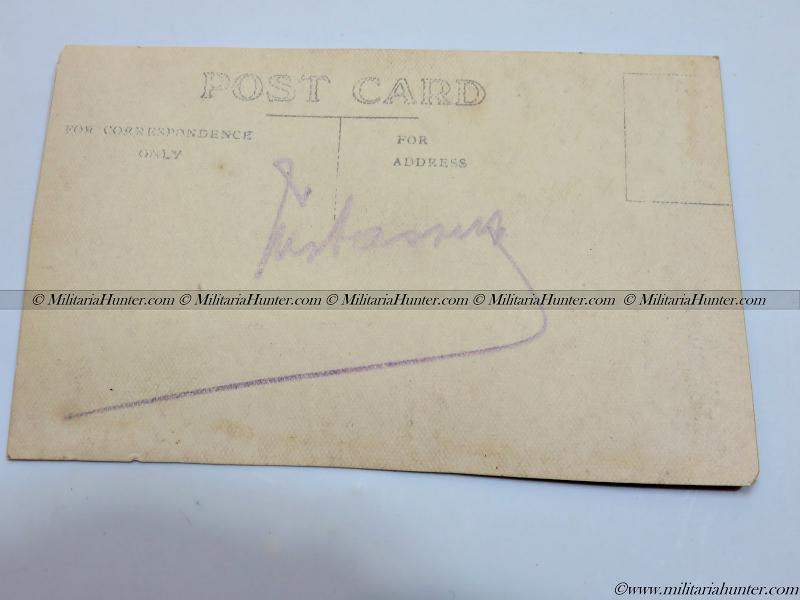 POST CARD
FOR CORRESPONDENCE
ONLY
FOR
ADDRESS
© MilitariaHunter.com © MilitariaHunter.com © MilitariaHunter.com © MilitariaHunter.com © MilitariaHunter.com
©www.militariahunter.com